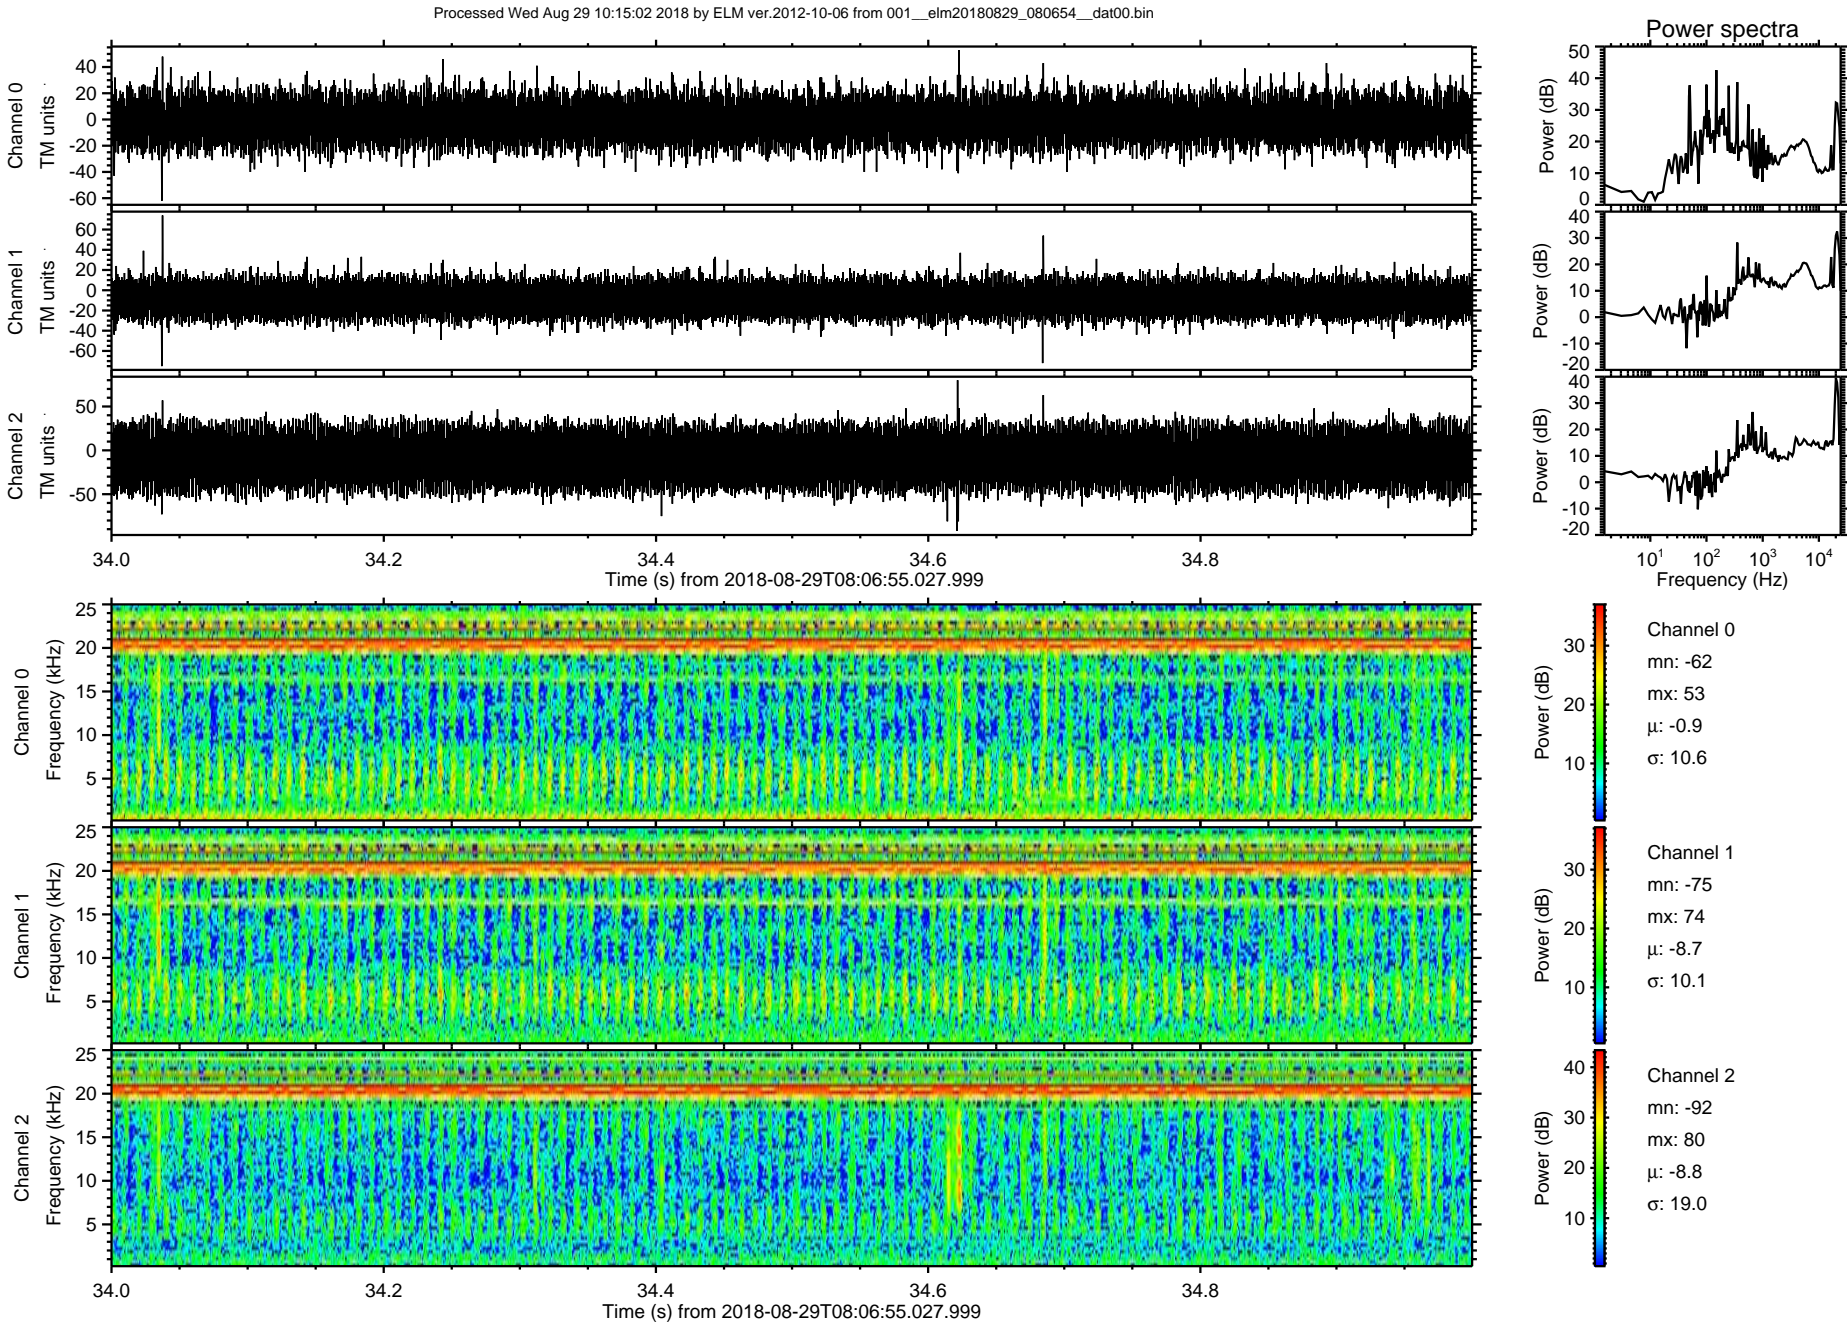 Processed Wed Aug 29 10:15:02 2018 by ELM ver.2012-10-06 from 001__elm20180829_080654__dat00.bin
Power spectra
Channel 0
TM units
40
20
0
-20
-40
-60
Power (dB)
50
40
30
20
10
0
Channel 1
TM units
60
40
20
0
-20
-40
-60
Power (dB)
40
30
20
10
0
-10
-20
Channel 2
TM units
50
0
-50
Power (dB)
40
30
20
10
0
-10
-20
34.0 34.2 34.4 34.6 34.8
Time (s) from 2018-08-29T08:06:55.027.999
10¹ 10² 10³ 10⁴
Frequency (Hz)
Channel 0
Frequency (kHz)
25
20
15
10
5
Power (dB)
30
20
10
Channel 0
mn: -62
mx: 53
μ: -0.9
σ: 10.6
Channel 1
Frequency (kHz)
25
20
15
10
5
Power (dB)
30
20
10
Channel 1
mn: -75
mx: 74
μ: -8.7
σ: 10.1
Channel 2
Frequency (kHz)
25
20
15
10
5
Power (dB)
40
30
20
10
Channel 2
mn: -92
mx: 80
μ: -8.8
σ: 19.0
34.0 34.2 34.4 34.6 34.8
Time (s) from 2018-08-29T08:06:55.027.999